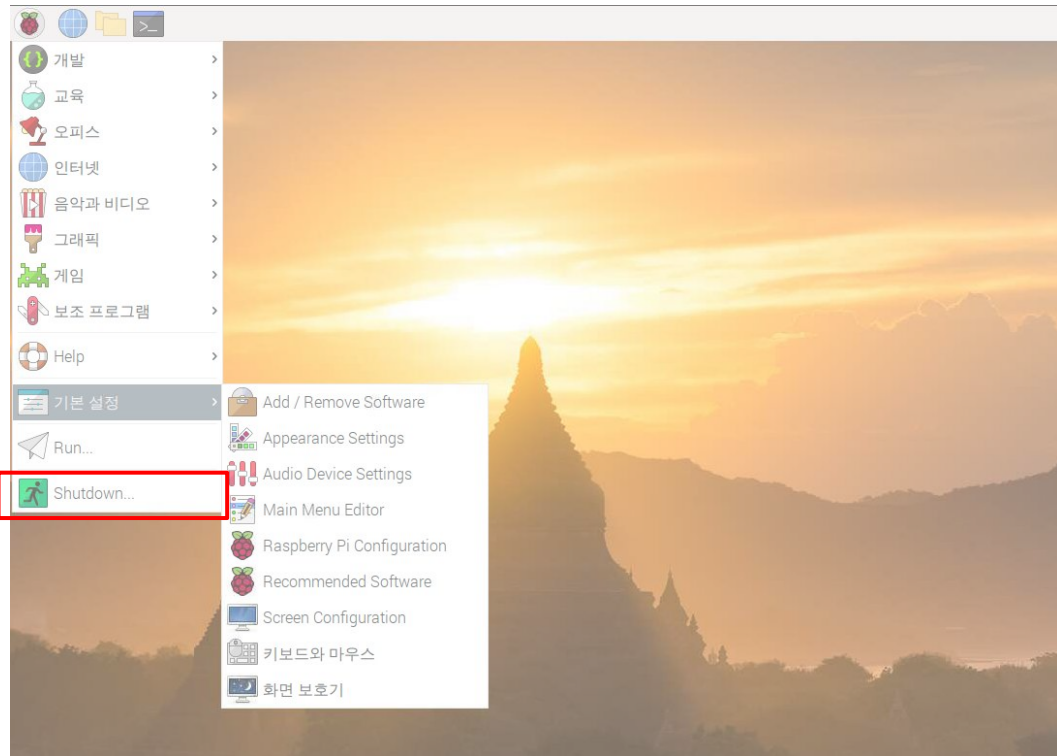 >_
개발
교육
오피스
인터넷
음악과 비디오
그래픽
게임
보조 프로그램
Help
기본 설정
Run...
Shutdown...
Add / Remove Software
Appearance Settings
Audio Device Settings
Main Menu Editor
Raspberry Pi Configuration
Recommended Software
Screen Configuration
키보드와 마우스
화면 보호기